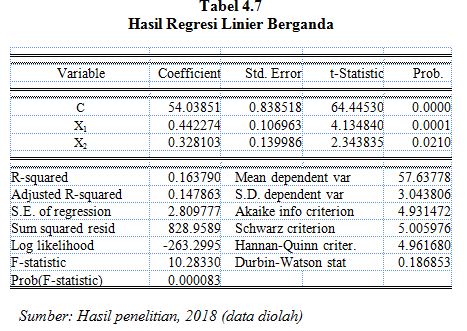 Tabel 4.7
Hasil Regresi Linier Berganda
Variable Coefficient Std. Error t-Statistic Prob.
C 54.03851 0.838518 64.44530 0.0000
X₁ 0.442274 0.106963 4.134840 0.0001
X₂ 0.328103 0.139986 2.343835 0.0210
R-squared 0.163790 Mean dependent var 57.63778
Adjusted R-squared 0.147863 S.D. dependent var 3.043806
S.E. of regression 2.809777 Akaike info criterion 4.931472
Sum squared resid 828.9589 Schwarz criterion 5.005976
Log likelihood -263.2995 Hannan-Quinn criter. 4.961680
F-statistic 10.28330 Durbin-Watson stat 0.186853
Prob(F-statistic) 0.000083
Sumber: Hasil penelitian, 2018 (data diolah)